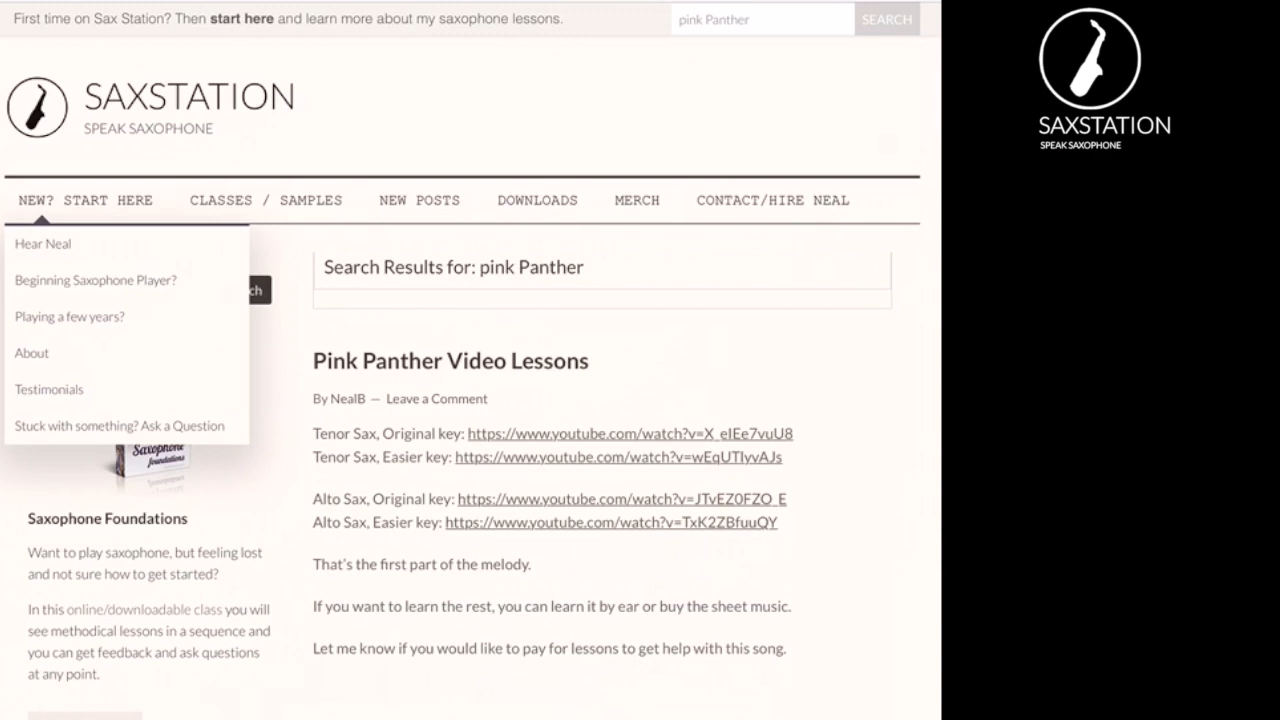 First time on Sax Station? Then start here and learn more about my saxophone lessons.
pink Panther
SEARCH
SAXSTATION
SPEAK SAXOPHONE
SAXSTATION
SPEAK SAXOPHONE
NEW? START HERE
CLASSES / SAMPLES
NEW POSTS
DOWNLOADS
MERCH
CONTACT/HIRE NEAL
Hear Neal
Beginning Saxophone Player?
Playing a few years?
About
Testimonials
Stuck with something? Ask a Question
ch
Saxophone
foundations
Saxophone Foundations
Want to play saxophone, but feeling lost
and not sure how to get started?
In this online/downloadable class you will
see methodical lessons in a sequence and
you can get feedback and ask questions
at any point.
Search Results for: pink Panther
Pink Panther Video Lessons
By NealB — Leave a Comment
Tenor Sax, Original key: https://www.youtube.com/watch?v=X_eIEe7vuU8
Tenor Sax, Easier key: https://www.youtube.com/watch?v=wEqUTIyvAJs
Alto Sax, Original key: https://www.youtube.com/watch?v=JTvEZ0FZO_E
Alto Sax, Easier key: https://www.youtube.com/watch?v=TxK2ZBfuuQY
That's the first part of the melody.
If you want to learn the rest, you can learn it by ear or buy the sheet music.
Let me know if you would like to pay for lessons to get help with this song.